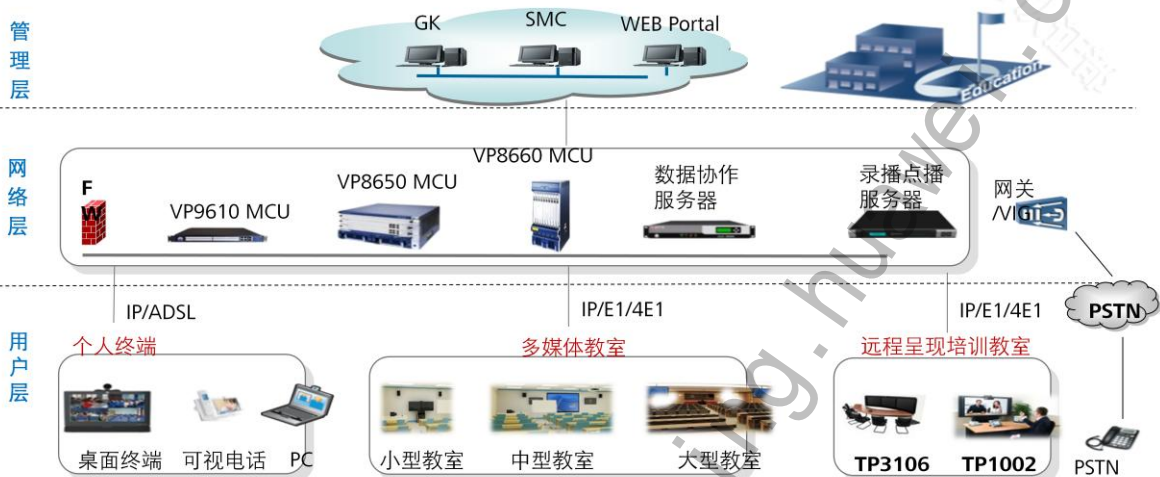 管理层
GK
SMC
WEB Portal
Education
网络层
FW
VP9610 MCU
VP8650 MCU
VP8660 MCU
数据协作
服务器
录播点播
服务器
网关
/VIG
IP/ADSL
IP/E1/4E1
IP/E1/4E1
PSTN
用户层
个人终端
多媒体教室
远程呈现培训教室
桌面终端
可视电话
PC
小型教室
中型教室
大型教室
TP3106
TP1002
PSTN